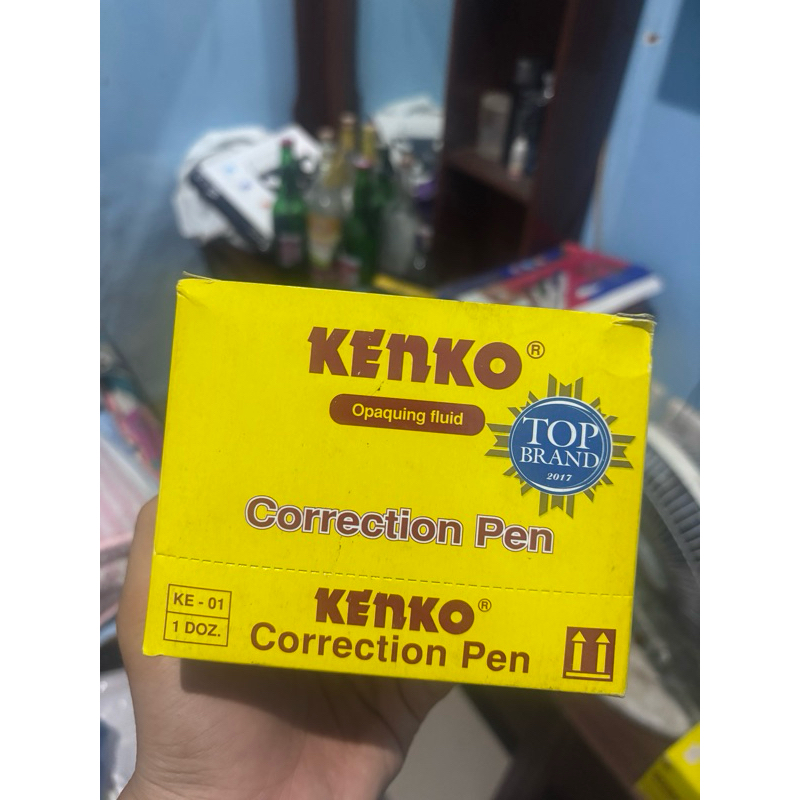 KENKO®
Opaquing fluid
TOP
BRAND
2017
Correction Pen
KE - 01
1 DOZ.
KENKO®
Correction Pen